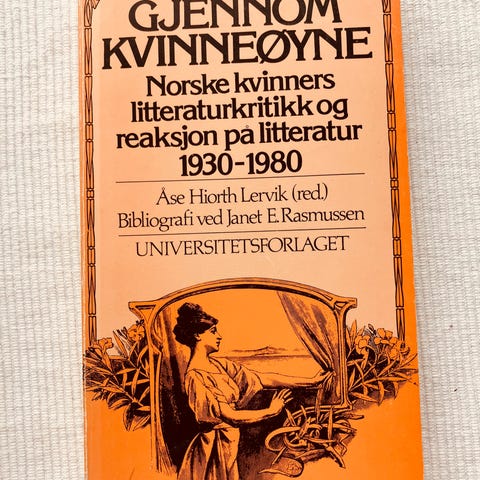 GJENNOM
KVINNEØYNE
Norske kvinners
litteraturkritikk og
reaksjon på litteratur
1930-1980
Åse Hiorth Lervik (red.)
Bibliografi ved Janet E. Rasmussen
UNIVERSITETSFORLAGET